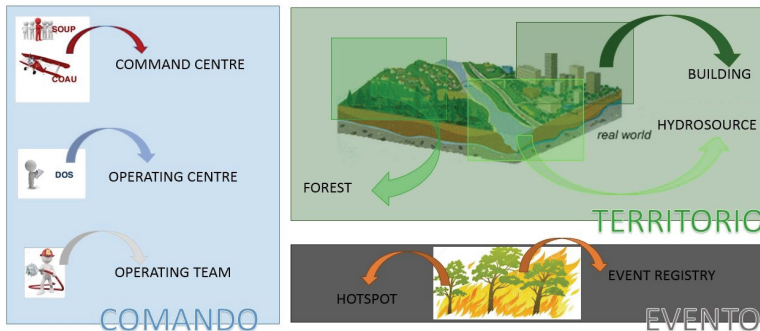 SOUP
COAU
COMMAND CENTRE
DOS
OPERATING CENTRE
OPERATING TEAM
COMANDO
BUILDING
HYDROSOURCE
real world
FOREST
TERRITORIO
HOTSPOT
EVENT REGISTRY
EVENTO